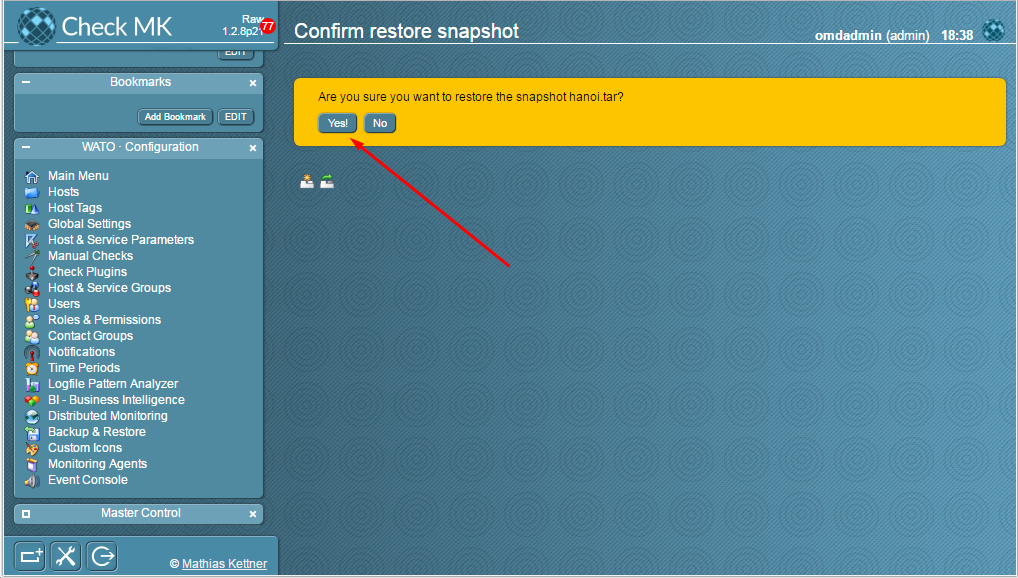 Check MK
Raw
1.2.8p21
77
Confirm restore snapshot
omdadmin (admin) 18:38
EDIT
Bookmarks
Add Bookmark EDIT
WATO · Configuration
Main Menu
Hosts
Host Tags
Global Settings
Host & Service Parameters
Manual Checks
Check Plugins
Host & Service Groups
Users
Roles & Permissions
Contact Groups
Notifications
Time Periods
Logfile Pattern Analyzer
BI - Business Intelligence
Distributed Monitoring
Backup & Restore
Custom Icons
Monitoring Agents
Event Console
Master Control
© Mathias Kettner
Are you sure you want to restore the snapshot hanoi.tar?
Yes! No